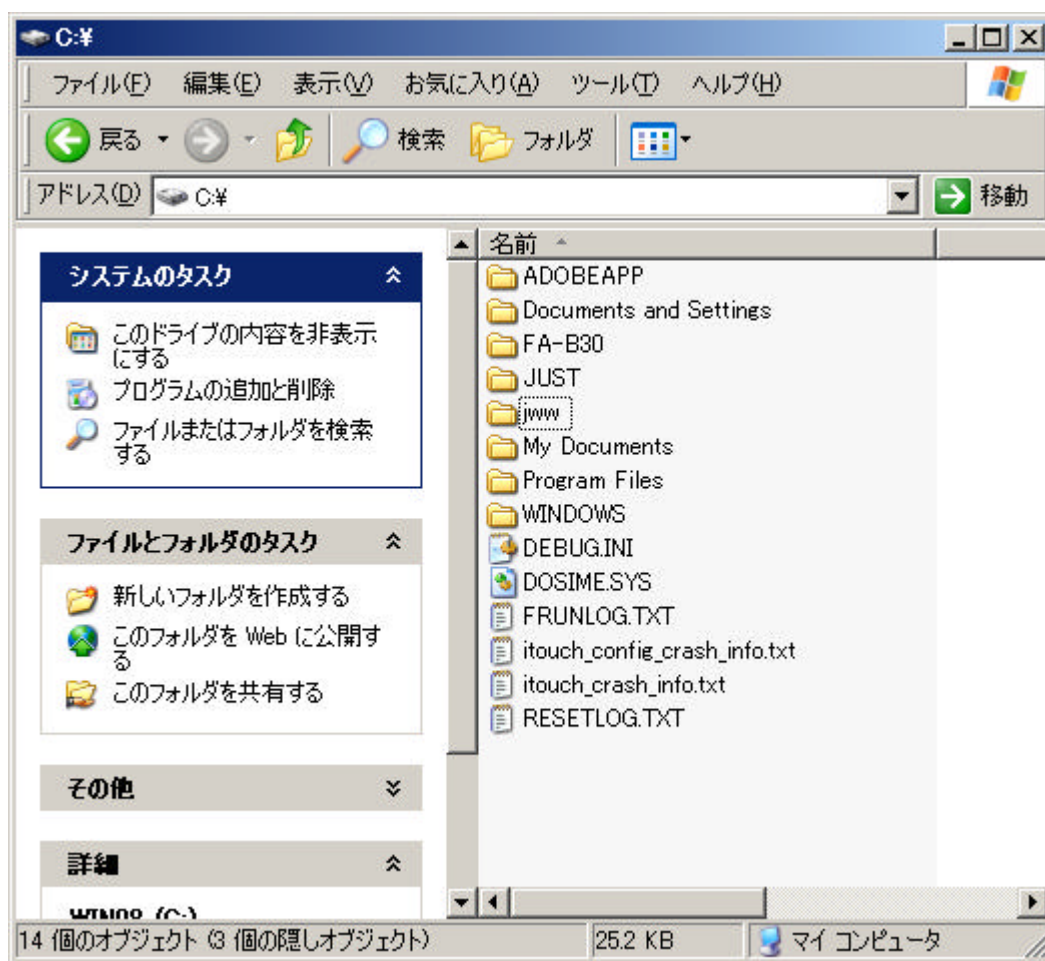 C:¥
ファイル(F) 編集(E) 表示(V) お気に入り(A) ツール(T) ヘルプ(H)
戻る 検索 フォルダ
アドレス(D) C:¥ 移動
システムのタスク
このドライブの内容を非表示
にする
プログラムの追加と削除
ファイルまたはフォルダを検索
する
ファイルとフォルダのタスク
新しいフォルダを作成する
このフォルダを Web に公開す
る
このフォルダを共有する
その他
詳細
WIN98 (C:)
名前
ADOBEAPP
Documents and Settings
FA-B30
JUST
jww
My Documents
Program Files
WINDOWS
DEBUG.INI
DOSIME.SYS
FRUNLOG.TXT
itouch_config_crash_info.txt
itouch_crash_info.txt
RESETLOG.TXT
14 個のオブジェクト (3 個の隠しオブジェクト) 25.2 KB マイ コンピュータ